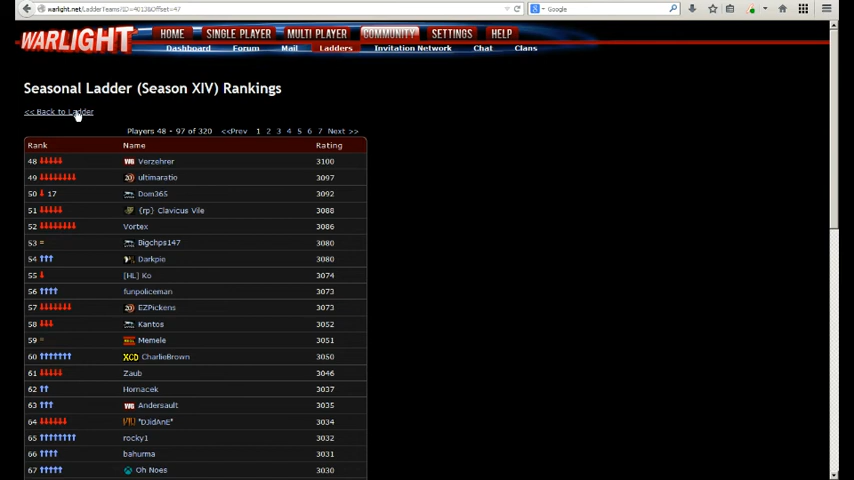 warlight.net/LadderTeams?ID=4013&Offset=47
Google
WARLIGHT
HOME SINGLE PLAYER MULTI PLAYER COMMUNITY SETTINGS HELP
Dashboard Forum Mail Ladders Invitation Network Chat Clans
Seasonal Ladder (Season XIV) Rankings
<< Back to Ladder
Players 48 - 97 of 320 <<Prev 1 2 3 4 5 6 7 Next >>
Rank Name Rating
48 WG Verzehrer 3100
49 ultimaratio 3097
50 17 Dom365 3092
51 {rp} Clavicus Vile 3088
52 Vortex 3086
53 = Bigchps147 3080
54 Darkpie 3080
55 [HL] Ko 3074
56 funpoliceman 3073
57 EZPickens 3073
58 Kantos 3052
59 = Memele 3051
60 XCD CharlieBrown 3050
61 Zaub 3046
62 Hornacek 3037
63 WG Andersault 3035
64 *DJidAnE* 3034
65 rocky1 3032
66 bahurma 3031
67 Oh Noes 3030